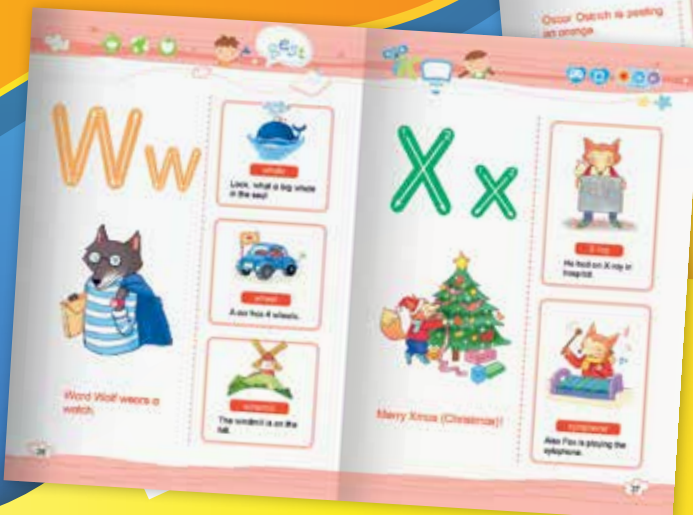 Oscar Ostrich is peeling
an orange
Ww
whale
Look, what a big whale
in the sea!
wheel
A car has 4 wheels.
windmill
The windmill is on the
hill.
Word Wolf wears a
watch.
26
Xx
X-ray
He had an X-ray in
hospital.
Merry Xmas (Christmas)!
xylophone
Alex Fox is playing the
xylophone.
27